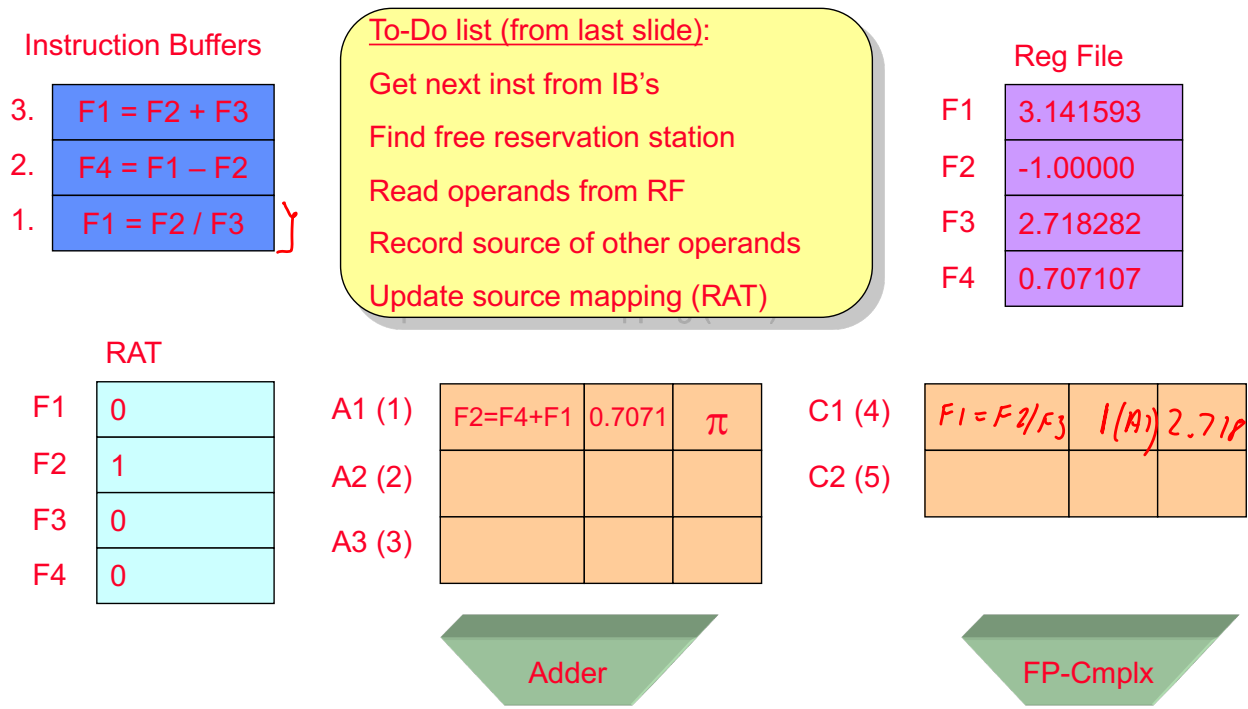 Instruction Buffers
3. F1 = F2 + F3
2. F4 = F1 – F2
1. F1 = F2 / F3
To-Do list (from last slide):
Get next inst from IB's
Find free reservation station
Read operands from RF
Record source of other operands
Update source mapping (RAT)
Reg File
F1 3.141593
F2 -1.00000
F3 2.718282
F4 0.707107
RAT
F1 0
F2 1
F3 0
F4 0
A1 (1) F2=F4+F1 0.7071 π
A2 (2)
A3 (3)
Adder
C1 (4) F1=F2/F3 1(A1) 2.718
C2 (5)
FP-Cmplx